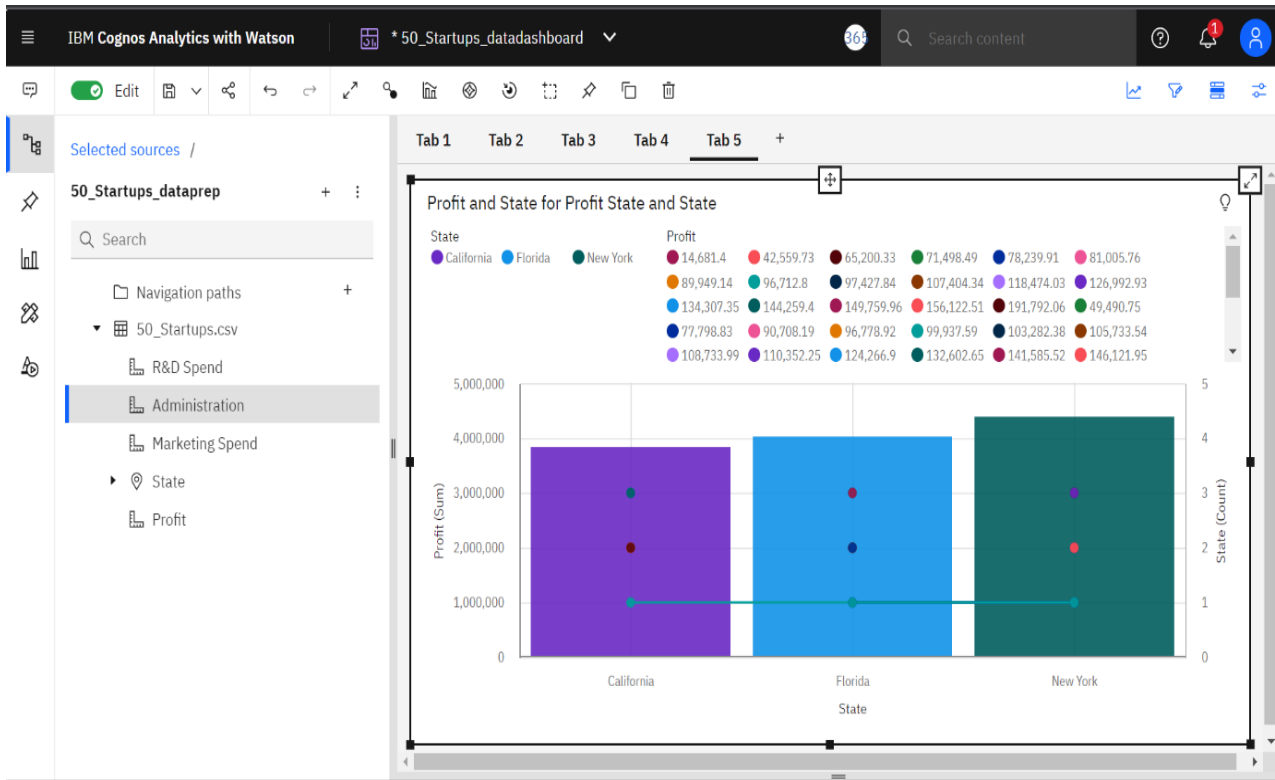 IBM Cognos Analytics with Watson
* 50_Startups_datadashboard
365
Search content
1
Edit
Selected sources /
50_Startups_dataprep
Search
Navigation paths
50_Startups.csv
R&D Spend
Administration
Marketing Spend
State
Profit
Tab 1 Tab 2 Tab 3 Tab 4 Tab 5 +
Profit and State for Profit State and State
State
California Florida New York
Profit
14,681.4 42,559.73 65,200.33 71,498.49 78,239.91 81,005.76
89,949.14 96,712.8 97,427.84 107,404.34 118,474.03 126,992.93
134,307.35 144,259.4 149,759.96 156,122.51 191,792.06 49,490.75
77,798.83 90,708.19 96,778.92 99,937.59 103,282.38 105,733.54
108,733.99 110,352.25 124,266.9 132,602.65 141,585.52 146,121.95
5,000,000 5
4,000,000 4
3,000,000 3
2,000,000 2
1,000,000 1
0 0
Profit (Sum)
State (Count)
California Florida New York
State